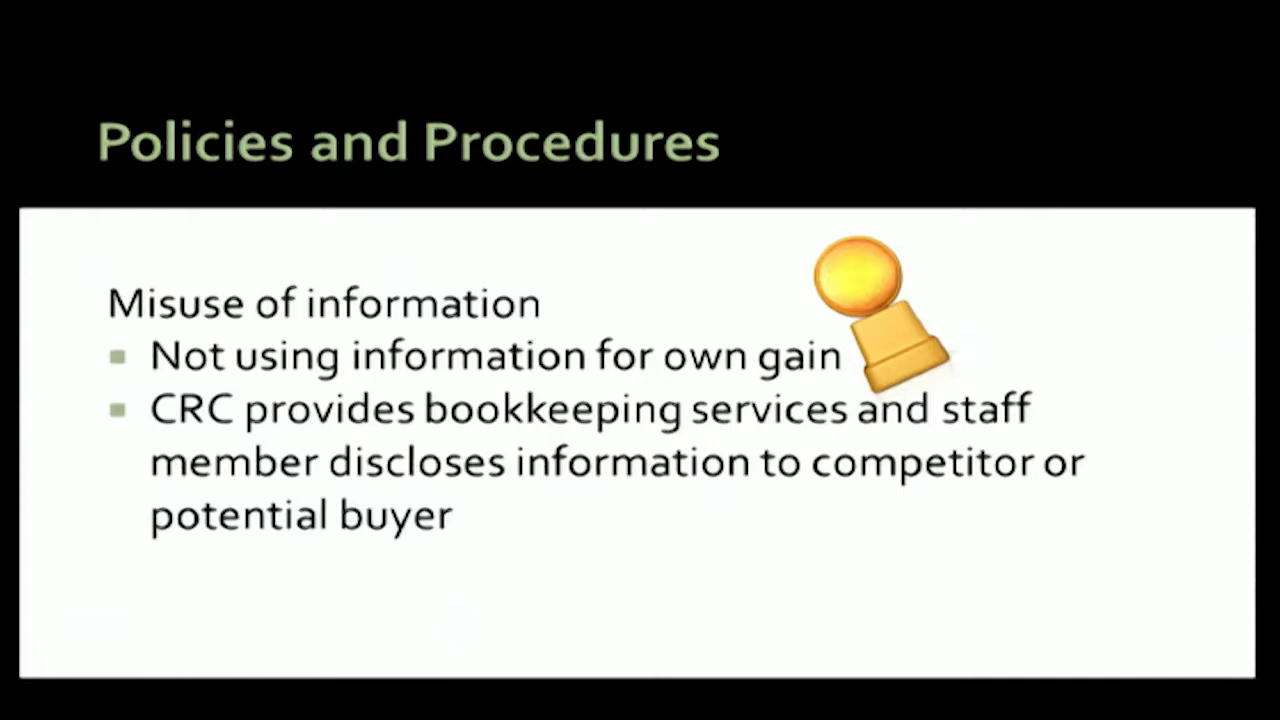 Policies and Procedures
Misuse of information
Not using information for own gain
CRC provides bookkeeping services and staff
member discloses information to competitor or
potential buyer